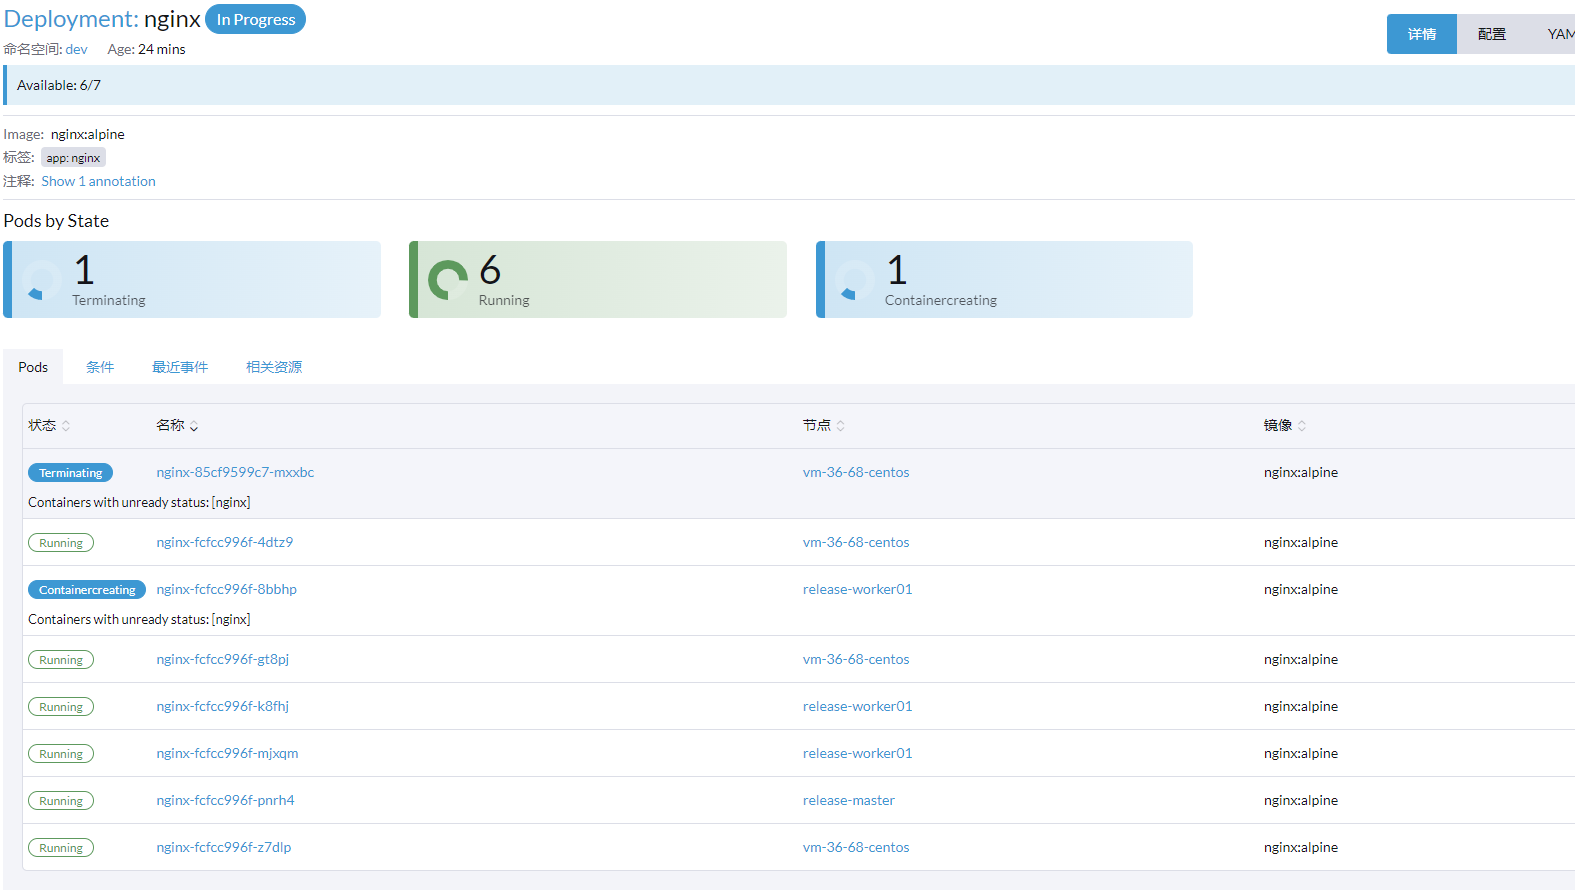 Deployment: nginx In Progress
命名空间: dev Age: 24 mins
详情 配置 YAM
Available: 6/7
Image: nginx:alpine
标签: app: nginx
注释: Show 1 annotation
Pods by State
1
Terminating
6
Running
1
Containercreating
Pods 条件 最近事件 相关资源
状态 名称 节点 镜像
Terminating nginx-85cf9599c7-mxxbc vm-36-68-centos nginx:alpine
Containers with unready status: [nginx]
Running nginx-fcfcc996f-4dtz9 vm-36-68-centos nginx:alpine
Containercreating nginx-fcfcc996f-8bbhp release-worker01 nginx:alpine
Containers with unready status: [nginx]
Running nginx-fcfcc996f-gt8pj vm-36-68-centos nginx:alpine
Running nginx-fcfcc996f-k8fhj release-worker01 nginx:alpine
Running nginx-fcfcc996f-mjxqm release-worker01 nginx:alpine
Running nginx-fcfcc996f-pnrh4 release-master nginx:alpine
Running nginx-fcfcc996f-z7dlp vm-36-68-centos nginx:alpine